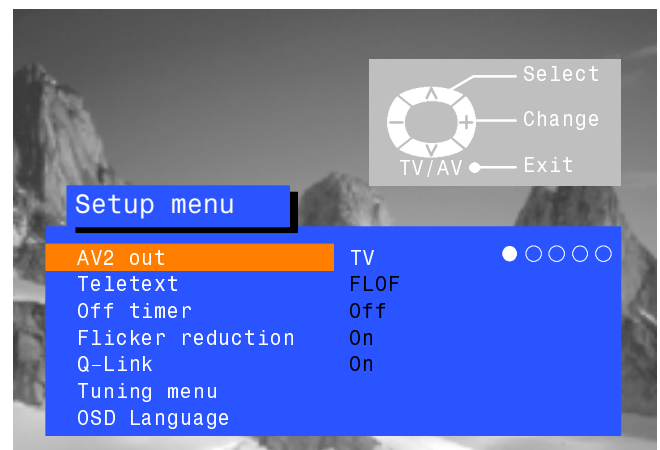 Select
Change
TV/AV Exit
Setup menu
AV2 out TV
Teletext FLOF
Off timer Off
Flicker reduction On
Q-Link On
Tuning menu
OSD Language